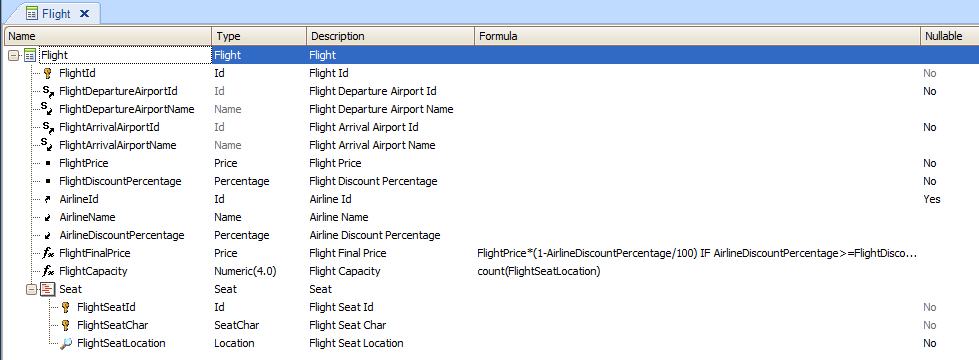 Flight
Name Type Description Formula Nullable
Flight Flight Flight
FlightId Id Flight Id No
FlightDepartureAirportId Id Flight Departure Airport Id No
FlightDepartureAirportName Name Flight Departure Airport Name
FlightArrivalAirportId Id Flight Arrival Airport Id No
FlightArrivalAirportName Name Flight Arrival Airport Name
FlightPrice Price Flight Price No
FlightDiscountPercentage Percentage Flight Discount Percentage No
AirlineId Id Airline Id Yes
AirlineName Name Airline Name
AirlineDiscountPercentage Percentage Airline Discount Percentage
FlightFinalPrice Price Flight Final Price FlightPrice*(1-AirlineDiscountPercentage/100) IF AirlineDiscountPercentage>=FlightDisco...
FlightCapacity Numeric(4.0) Flight Capacity count(FlightSeatLocation)
Seat Seat Seat
FlightSeatId Id Flight Seat Id No
FlightSeatChar SeatChar Flight Seat Char No
FlightSeatLocation Location Flight Seat Location No